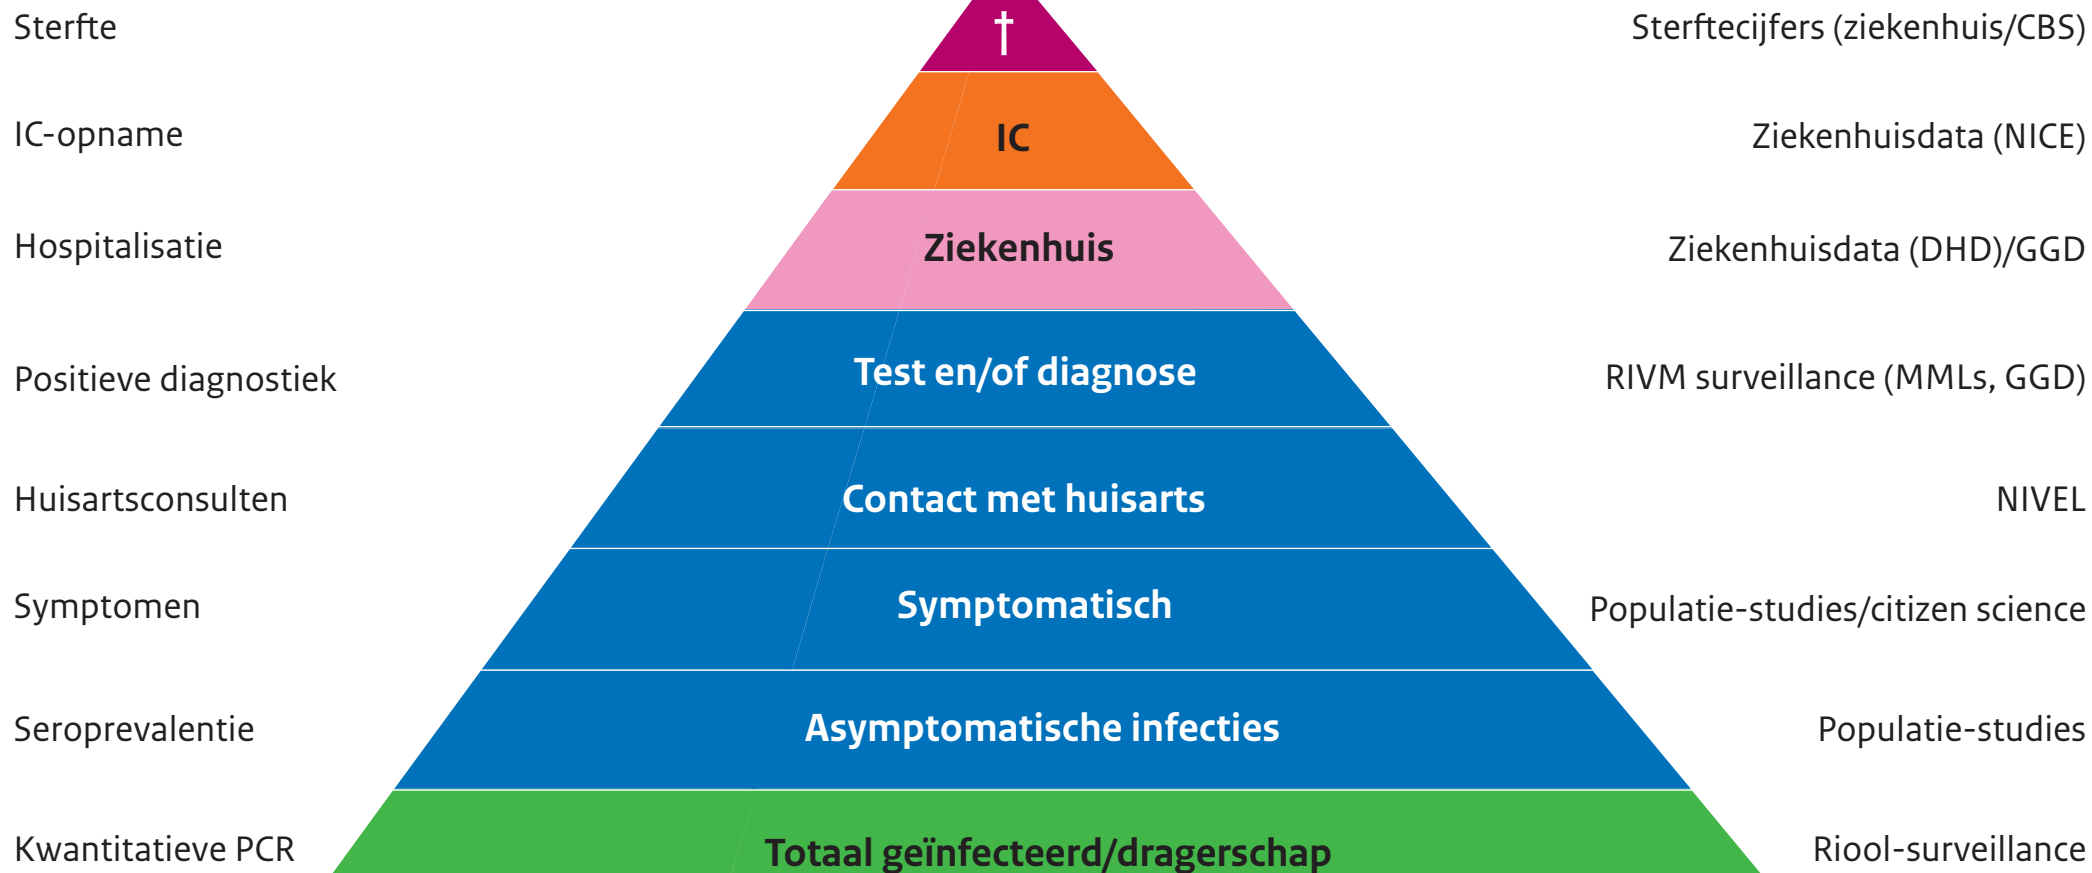 Sterfte † Sterftecijfers (ziekenhuis/CBS)
IC-opname IC Ziekenhuisdata (NICE)
Hospitalisatie Ziekenhuis Ziekenhuisdata (DHD)/GGD
Positieve diagnostiek Test en/of diagnose RIVM surveillance (MMLs, GGD)
Huisartsconsulten Contact met huisarts NIVEL
Symptomen Symptomatisch Populatie-studies/citizen science
Seroprevalentie Asymptomatische infecties Populatie-studies
Kwantitatieve PCR Totaal geïnfecteerd/dragerschap Riool-surveillance